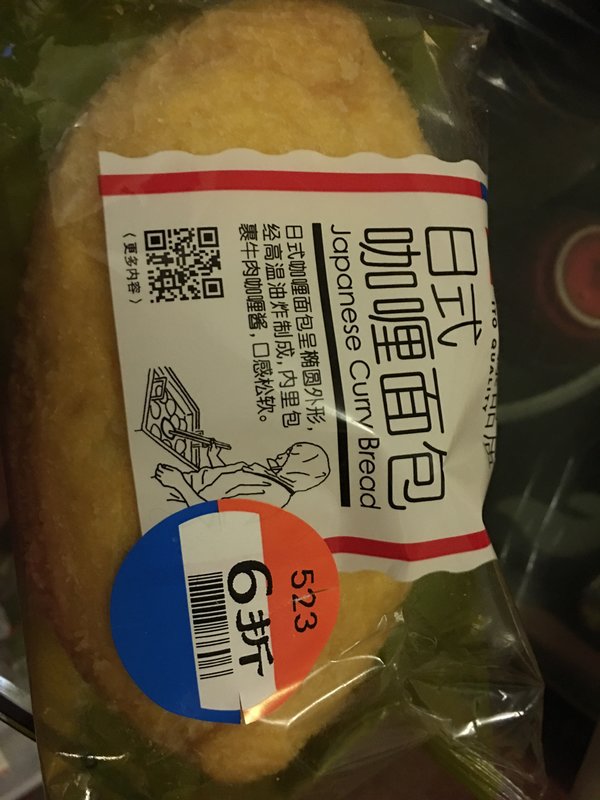 日式
咖喱面包
Japanese Curry Bread
日式咖喱面包呈椭圆外形，
经高温油炸制成，内里包
裹牛肉咖喱酱，口感松软。
〈更多内容〉
523
6折